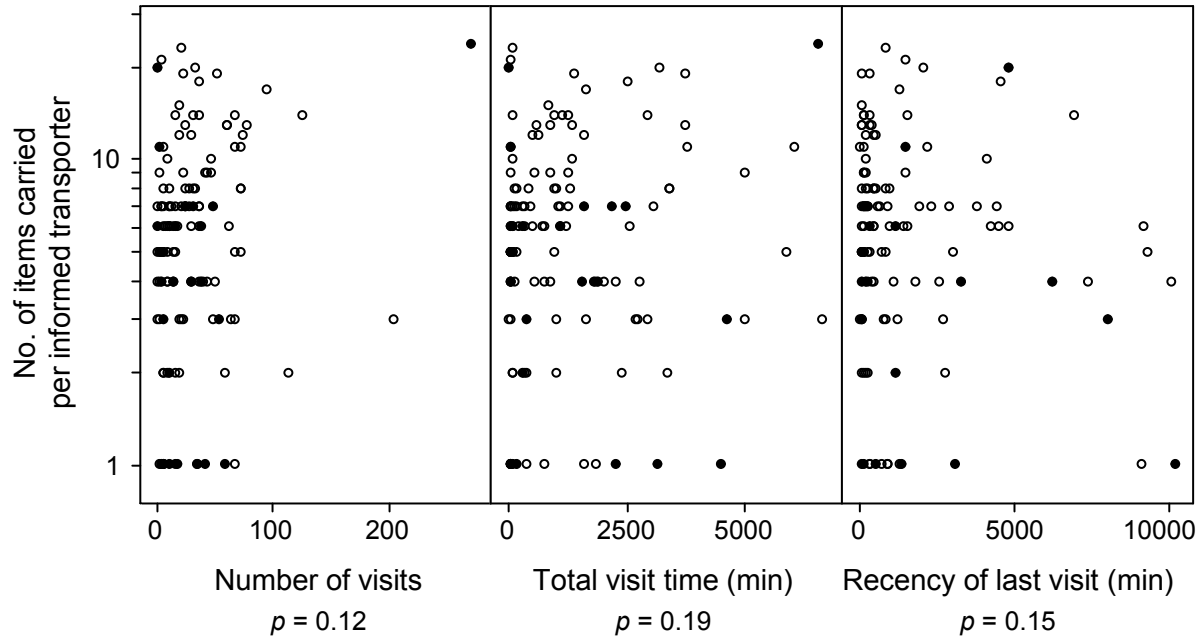 No. of items carried
per informed transporter
10
1
0
100
200
0
2500
5000
0
5000
10000
Number of visits
Total visit time (min)
Recency of last visit (min)
p = 0.12
p = 0.19
p = 0.15